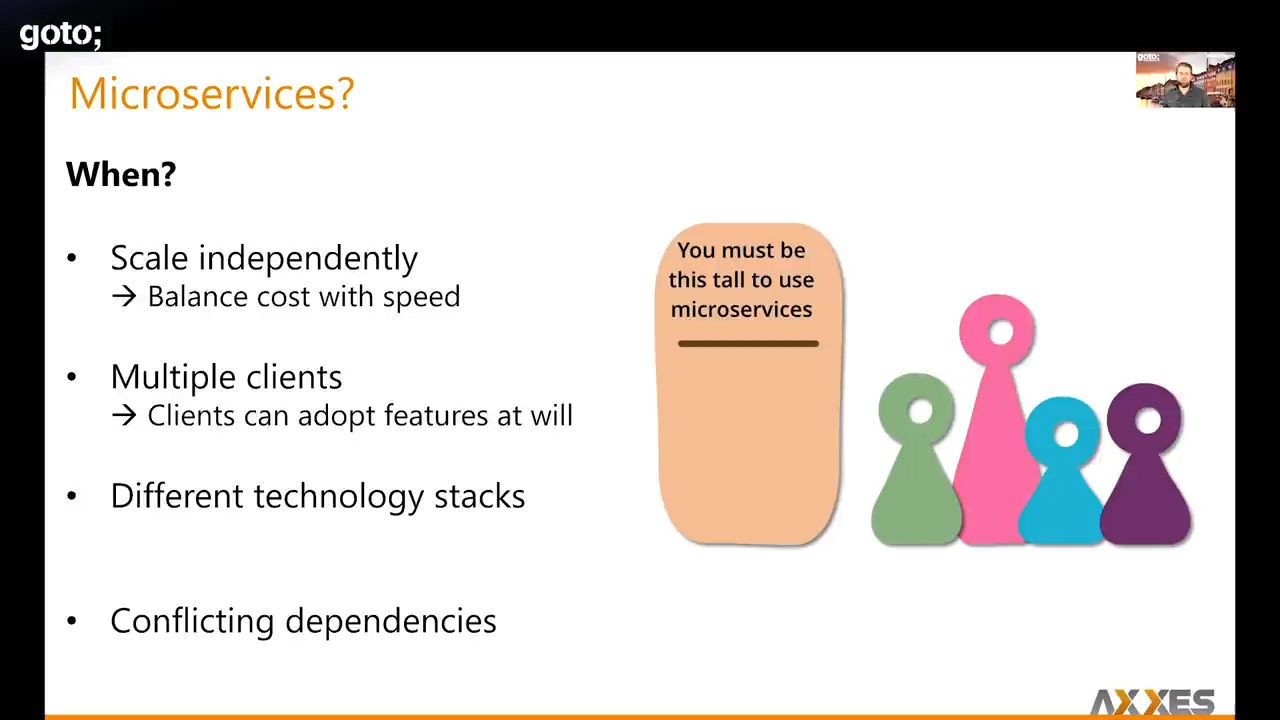 goto;
goto;
Microservices?
When?
• Scale independently
→ Balance cost with speed
• Multiple clients
→ Clients can adopt features at will
• Different technology stacks
• Conflicting dependencies
You must be
this tall to use
microservices
AXXES